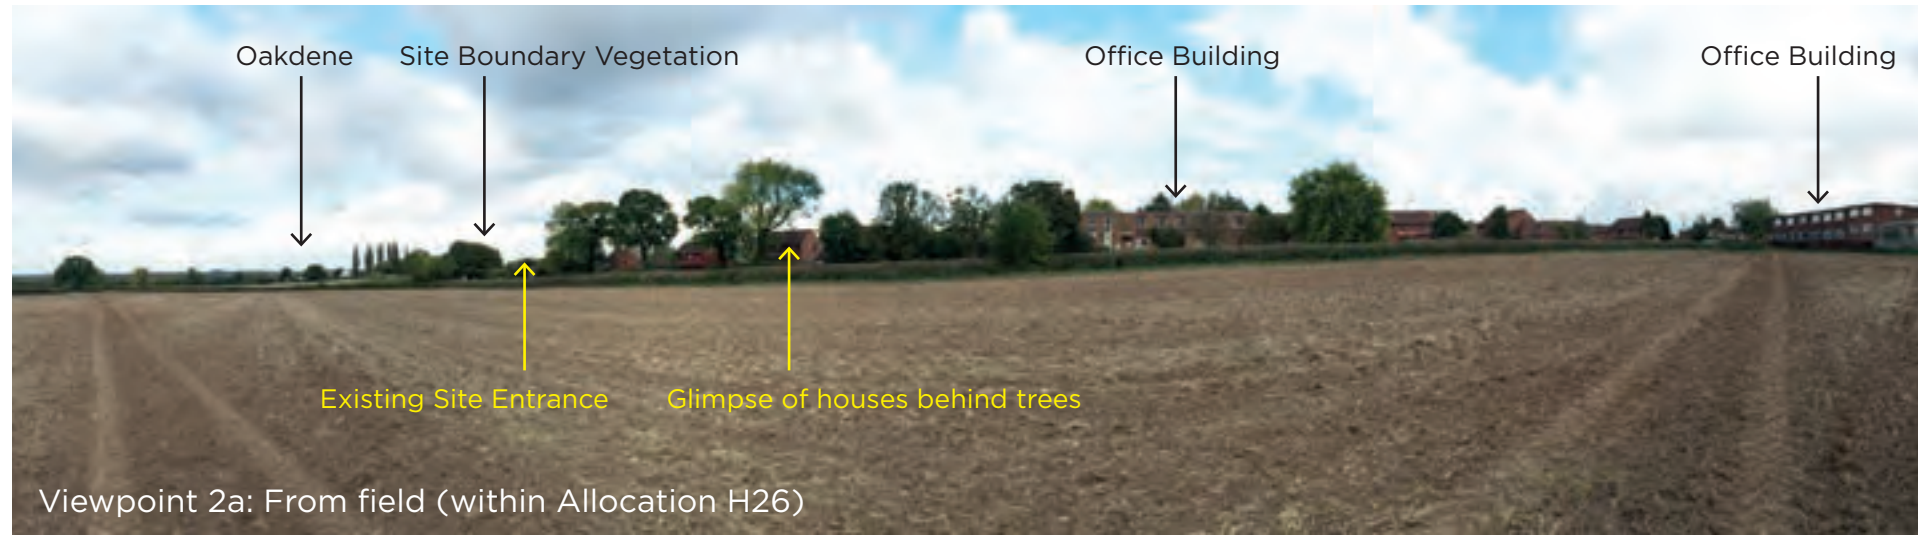 Oakdene
Site Boundary Vegetation
Office Building
Office Building
Existing Site Entrance
Glimpse of houses behind trees
Viewpoint 2a: From field (within Allocation H26)